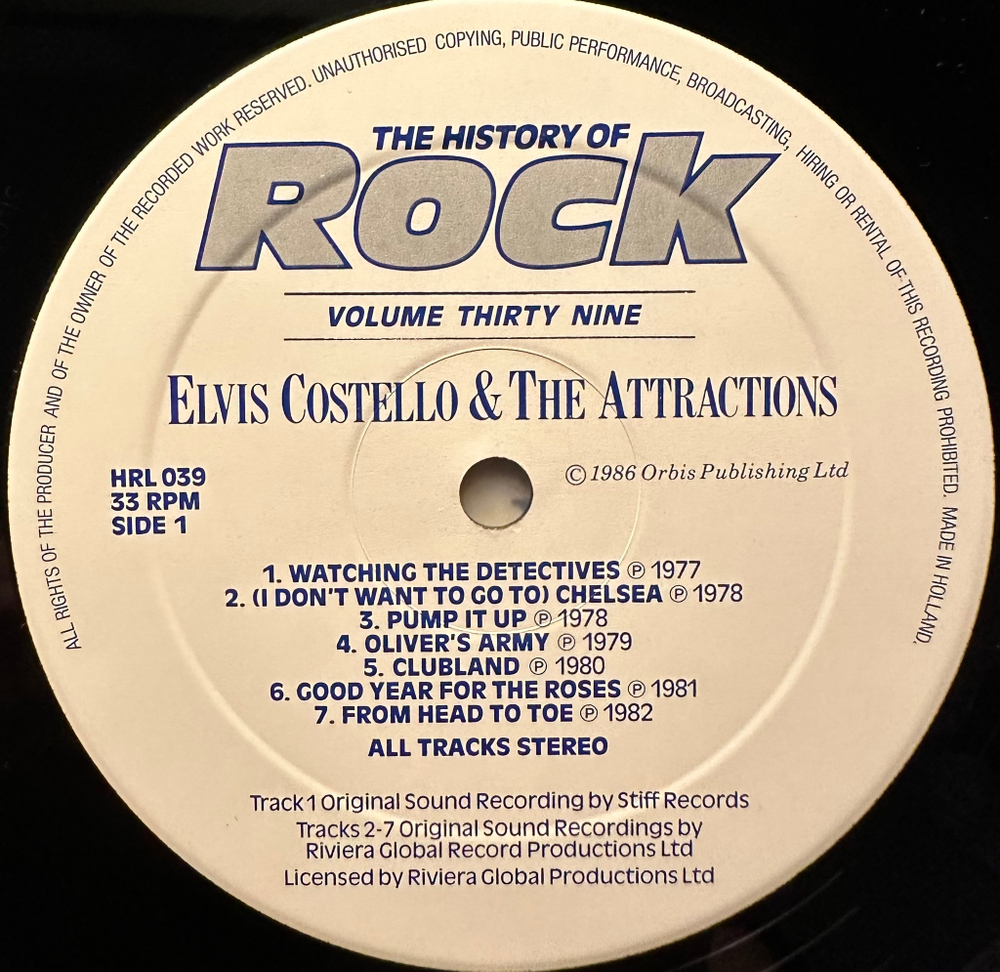 ALL RIGHTS OF THE PRODUCER AND OF THE OWNER OF THE RECORDED WORK RESERVED. UNAUTHORISED COPYING, PUBLIC PERFORMANCE, BROADCASTING, HIRING OR RENTAL OF THIS RECORDING PROHIBITED. MADE IN HOLLAND.
THE HISTORY OF
ROCK
VOLUME THIRTY NINE
ELVIS COSTELLO & THE ATTRACTIONS
HRL 039
33 RPM
SIDE 1
© 1986 Orbis Publishing Ltd
1. WATCHING THE DETECTIVES ℗ 1977
2. (I DON'T WANT TO GO TO) CHELSEA ℗ 1978
3. PUMP IT UP ℗ 1978
4. OLIVER'S ARMY ℗ 1979
5. CLUBLAND ℗ 1980
6. GOOD YEAR FOR THE ROSES ℗ 1981
7. FROM HEAD TO TOE ℗ 1982
ALL TRACKS STEREO
Track 1 Original Sound Recording by Stiff Records
Tracks 2-7 Original Sound Recordings by
Riviera Global Record Productions Ltd
Licensed by Riviera Global Productions Ltd